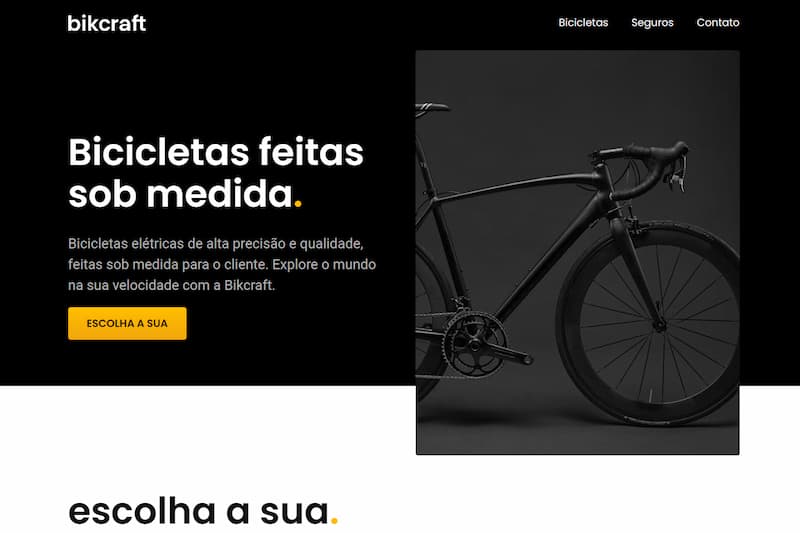 bikcraft
Bicicletas
Seguros
Contato
Bicicletas feitas
sob medida.
Bicicletas elétricas de alta precisão e qualidade,
feitas sob medida para o cliente. Explore o mundo
na sua velocidade com a Bikcraft.
ESCOLHA A SUA
escolha a sua.